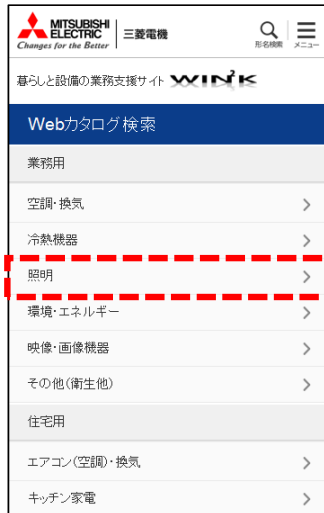 MITSUBISHI
ELECTRIC
Changes for the Better
三菱電機
形名検索
メニュー
暮らしと設備の業務支援サイト WIN²K
Webカタログ検索
業務用
空調・換気
冷熱機器
照明
環境・エネルギー
映像・画像機器
その他(衛生他)
住宅用
エアコン(空調)・換気
キッチン家電